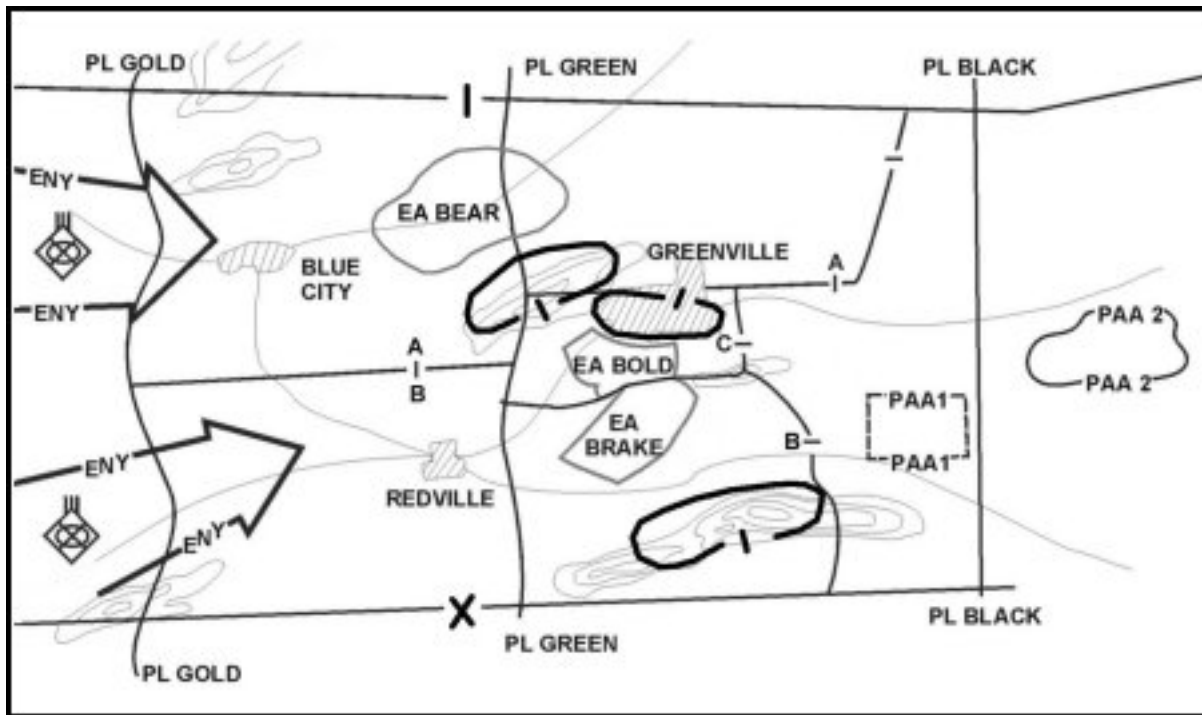 PL GOLD
PL GREEN
PL BLACK
I
ENY
EA BEAR
GREENVILLE
BLUE
CITY
A
I
ENY
I
I
PAA 2
C
A
I
B
EA BOLD
PAA 2
PAA1
EA
BRAKE
ENY
B
PAA1
REDVILLE
ENY
I
X
PL BLACK
PL GREEN
PL GOLD